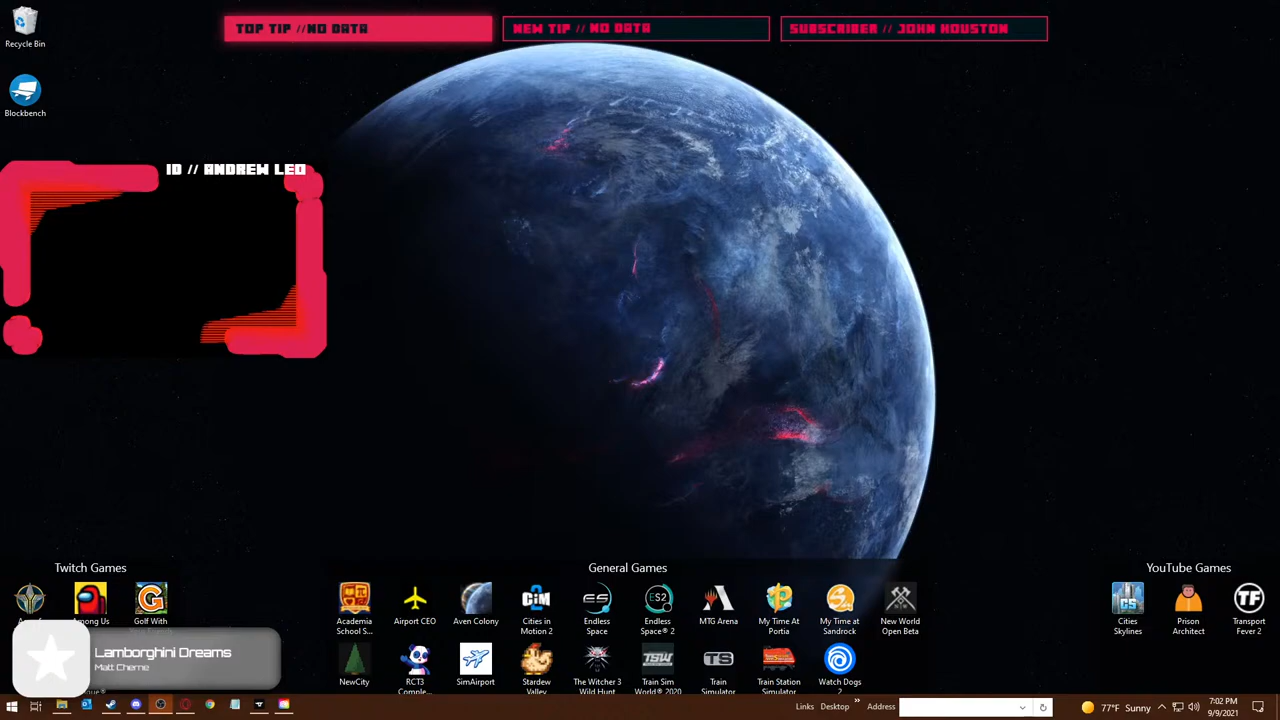 TOP TIP //NO DATA
NEW TIP // NO DATA
SUBSCRIBER // JOHN HOUSTON
Recycle Bin
Blockbench
ID // ANDREW LEO
Twitch Games
General Games
YouTube Games
Among Us
Golf With
Academia School S...
Airport CEO
Aven Colony
Cities in Motion 2
Endless Space
Endless Space® 2
MTG Arena
My Time At Portia
My Time at Sandrock
New World Open Beta
Cities Skylines
Prison Architect
Transport Fever 2
Lamborghini Dreams
Matt Cherne
NewCity
RCT3 Comple...
SimAirport
Stardew Valley
The Witcher 3 Wild Hunt
Train Sim World® 2020
Train Simulator
Train Station Simulator
Watch Dogs 2
Links
Desktop
Address
77°F Sunny
7:02 PM
9/9/2021